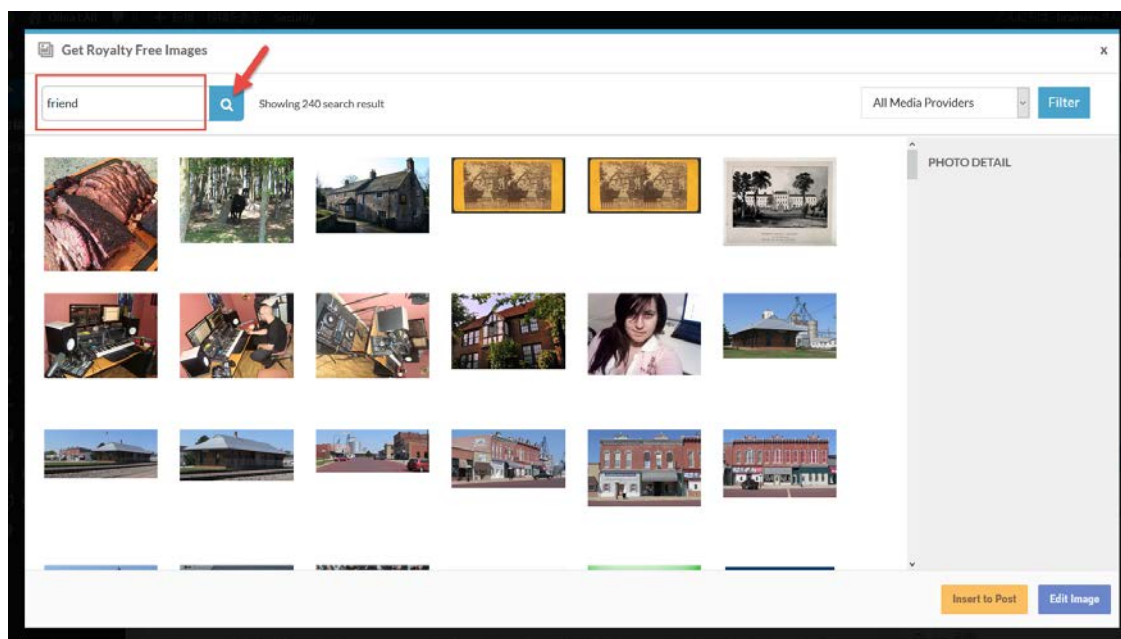 Get Royalty Free Images
x
friend
Showing 240 search result
All Media Providers
Filter
PHOTO DETAIL
Insert to Post
Edit Image